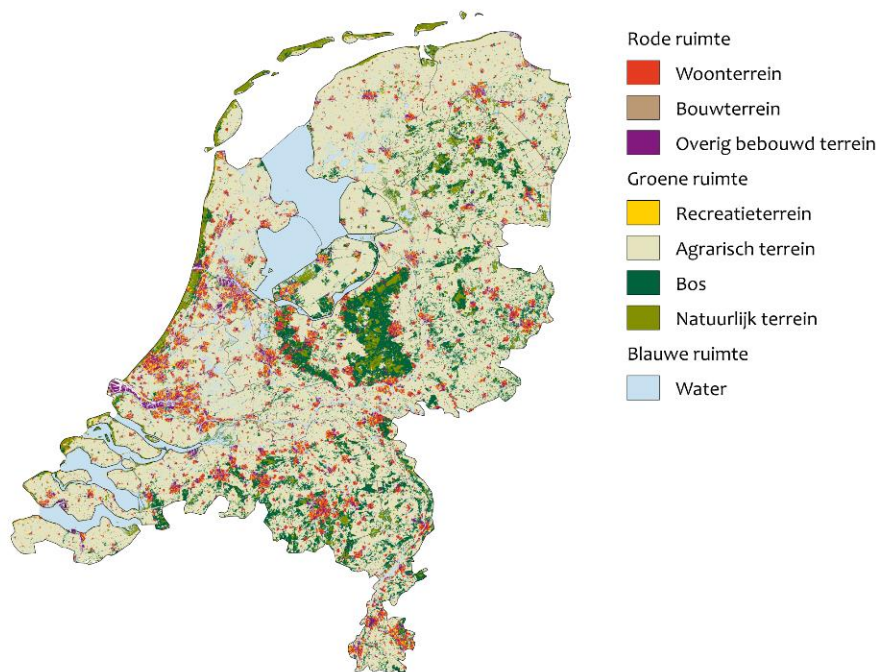 Rode ruimte
Woonterrein
Bouwterrein
Overig bebouwd terrein
Groene ruimte
Recreatieterrein
Agrarisch terrein
Bos
Natuurlijk terrein
Blauwe ruimte
Water